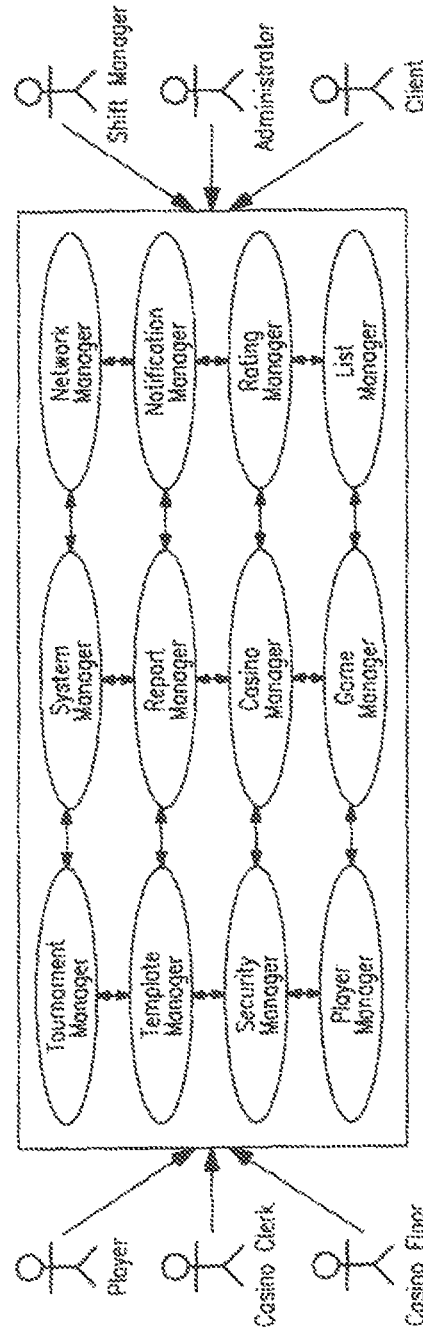 Player
Casino Clerk
Casino Floor
Tournament
Manager
System
Manager
Network
Manager
Template
Manager
Report
Manager
Notification
Manager
Security
Manager
Casino
Manager
Rating
Manager
Player
Manager
Game
Manager
List
Manager
Shift Manager
Administrator
Client